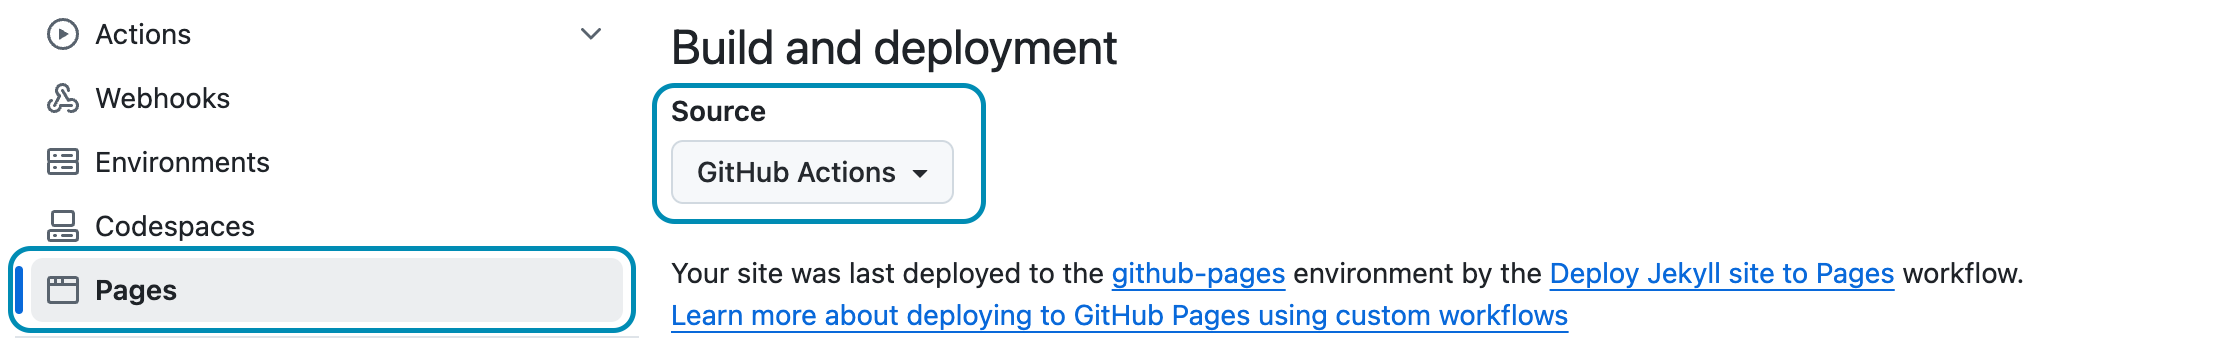 Actions
Webhooks
Environments
Codespaces
Pages
Build and deployment
Source
GitHub Actions
Your site was last deployed to the github-pages environment by the Deploy Jekyll site to Pages workflow.
Learn more about deploying to GitHub Pages using custom workflows